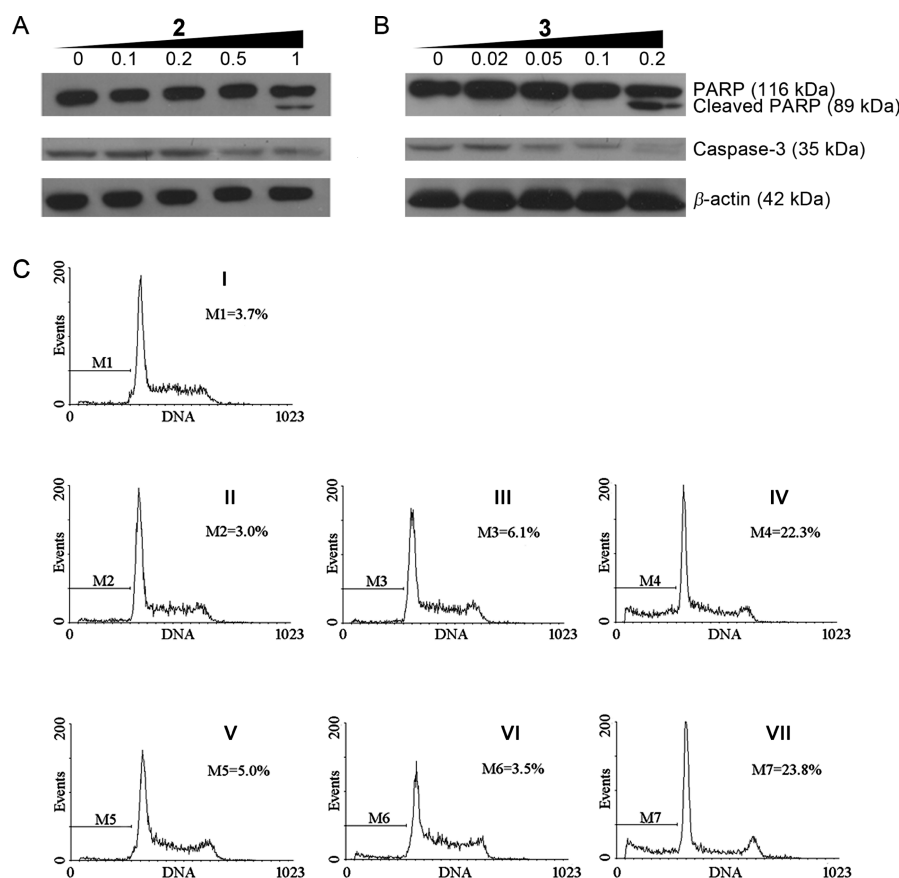 A
2
0 0.1 0.2 0.5 1
B
3
0 0.02 0.05 0.1 0.2
PARP (116 kDa)
Cleaved PARP (89 kDa)
Caspase-3 (35 kDa)
β-actin (42 kDa)
C
200
I
M1=3.7%
Events
M1
0
0 DNA 1023
200
II
M2=3.0%
Events
M2
0
0 DNA 1023
200
III
M3=6.1%
Events
M3
0
0 DNA 1023
200
IV
M4=22.3%
Events
M4
0
0 DNA 1023
200
V
M5=5.0%
Events
M5
0
0 DNA 1023
200
VI
M6=3.5%
Events
M6
0
0 DNA 1023
200
VII
M7=23.8%
Events
M7
0
0 DNA 1023